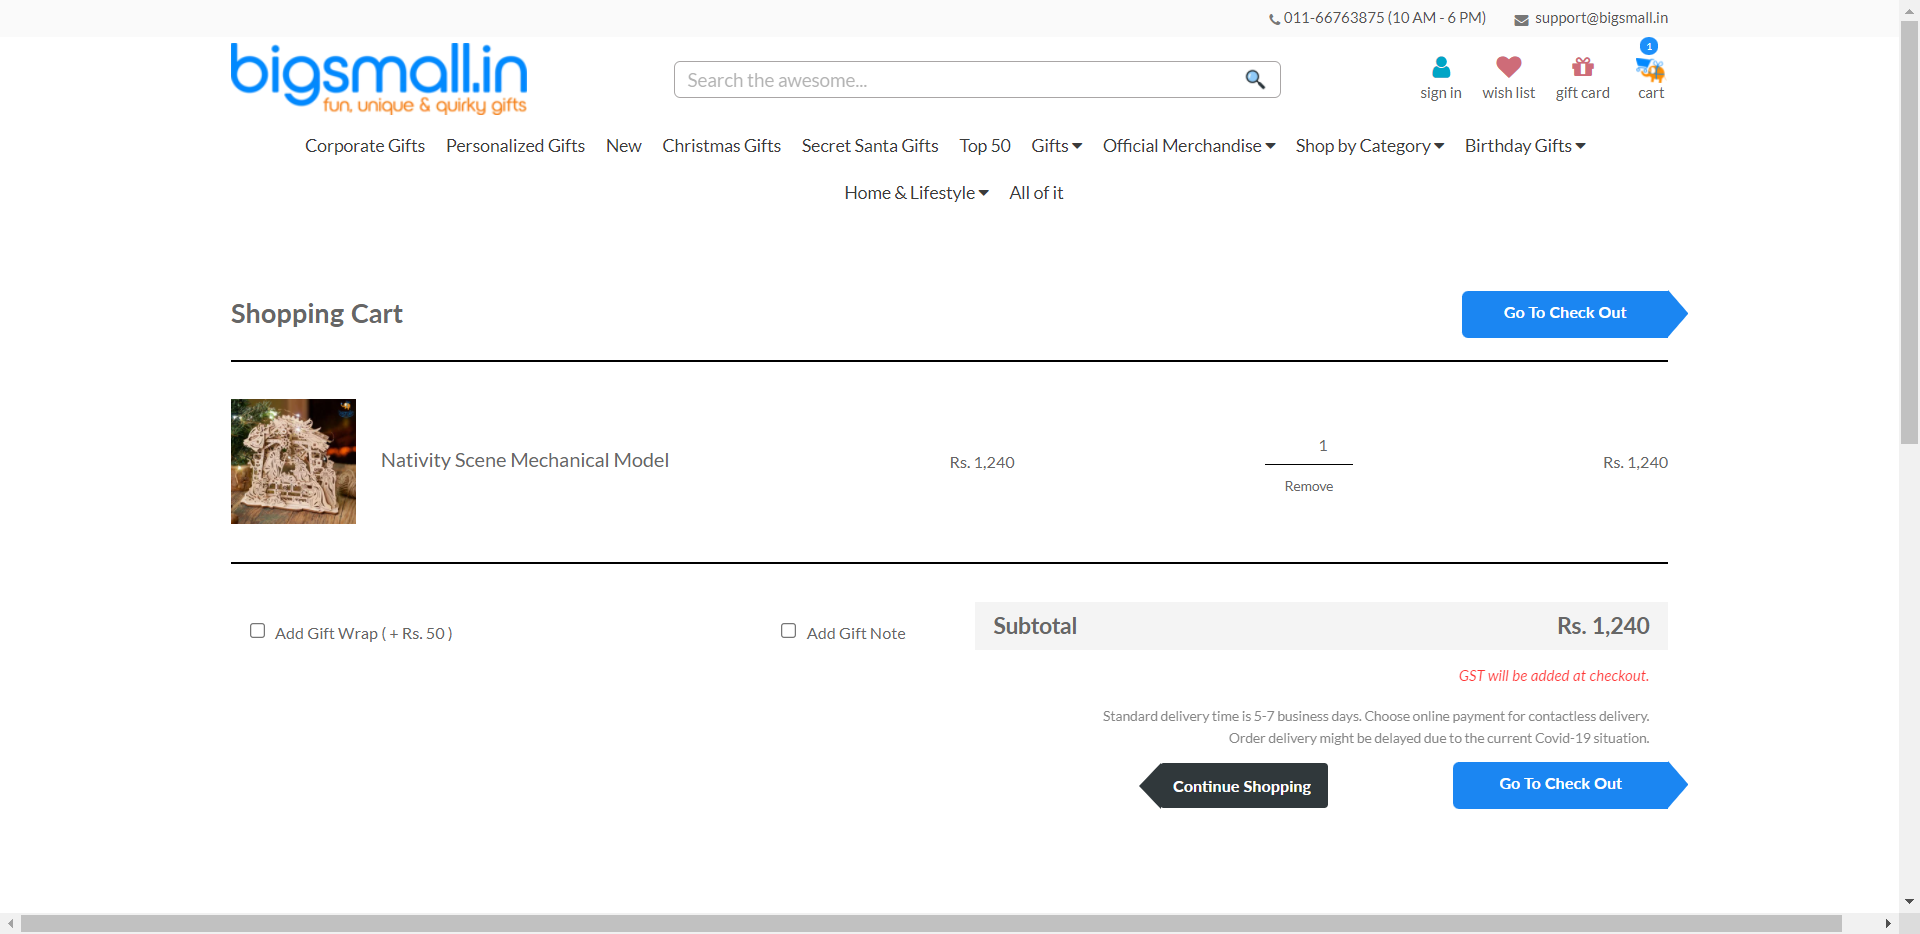 011-66763875 (10 AM - 6 PM) support@bigsmall.in
bigsmall.in
fun, unique & quirky gifts
Search the awesome...
1
sign in wish list gift card cart
Corporate Gifts Personalized Gifts New Christmas Gifts Secret Santa Gifts Top 50 Gifts Official Merchandise Shop by Category Birthday Gifts
Home & Lifestyle All of it
Shopping Cart Go To Check Out
1
Nativity Scene Mechanical Model Rs. 1,240 Rs. 1,240
Remove
Add Gift Wrap ( + Rs. 50 ) Add Gift Note
Subtotal Rs. 1,240
GST will be added at checkout.
Standard delivery time is 5-7 business days. Choose online payment for contactless delivery.
Order delivery might be delayed due to the current Covid-19 situation.
Continue Shopping Go To Check Out